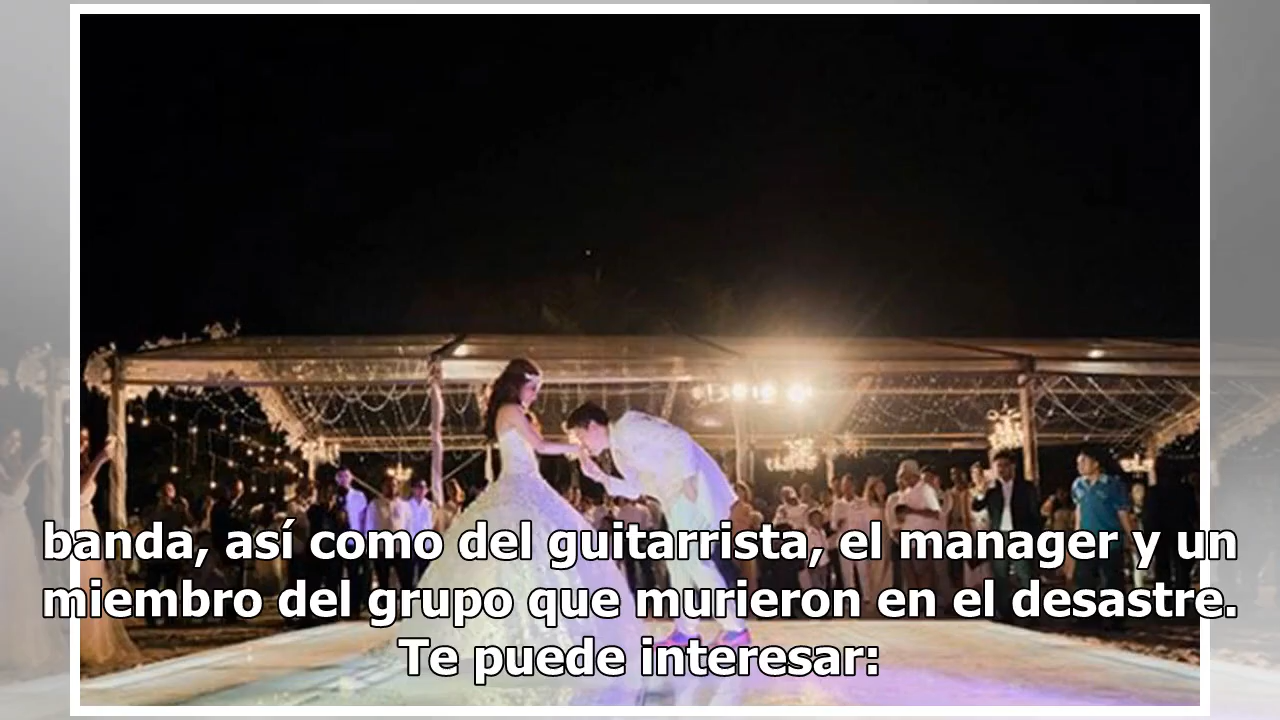 banda, así como del guitarrista, el manager y un
miembro del grupo que murieron en el desastre.
Te puede interesar: